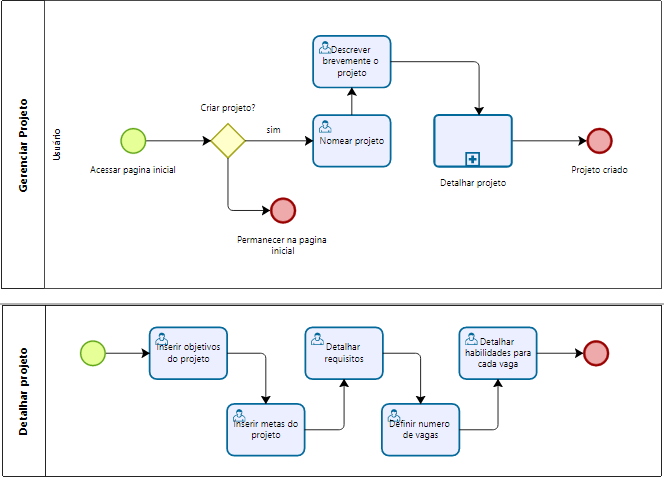 Gerenciar Projeto
Usuário
Acessar pagina inicial
Criar projeto?
sim
Permanecer na pagina
inicial
Nomear projeto
Descrever
brevemente o
projeto
Detalhar projeto
Projeto criado
Detalhar projeto
Inserir objetivos
do projeto
Inserir metas do
projeto
Detalhar
requisitos
Definir numero
de vagas
Detalhar
habilidades para
cada vaga